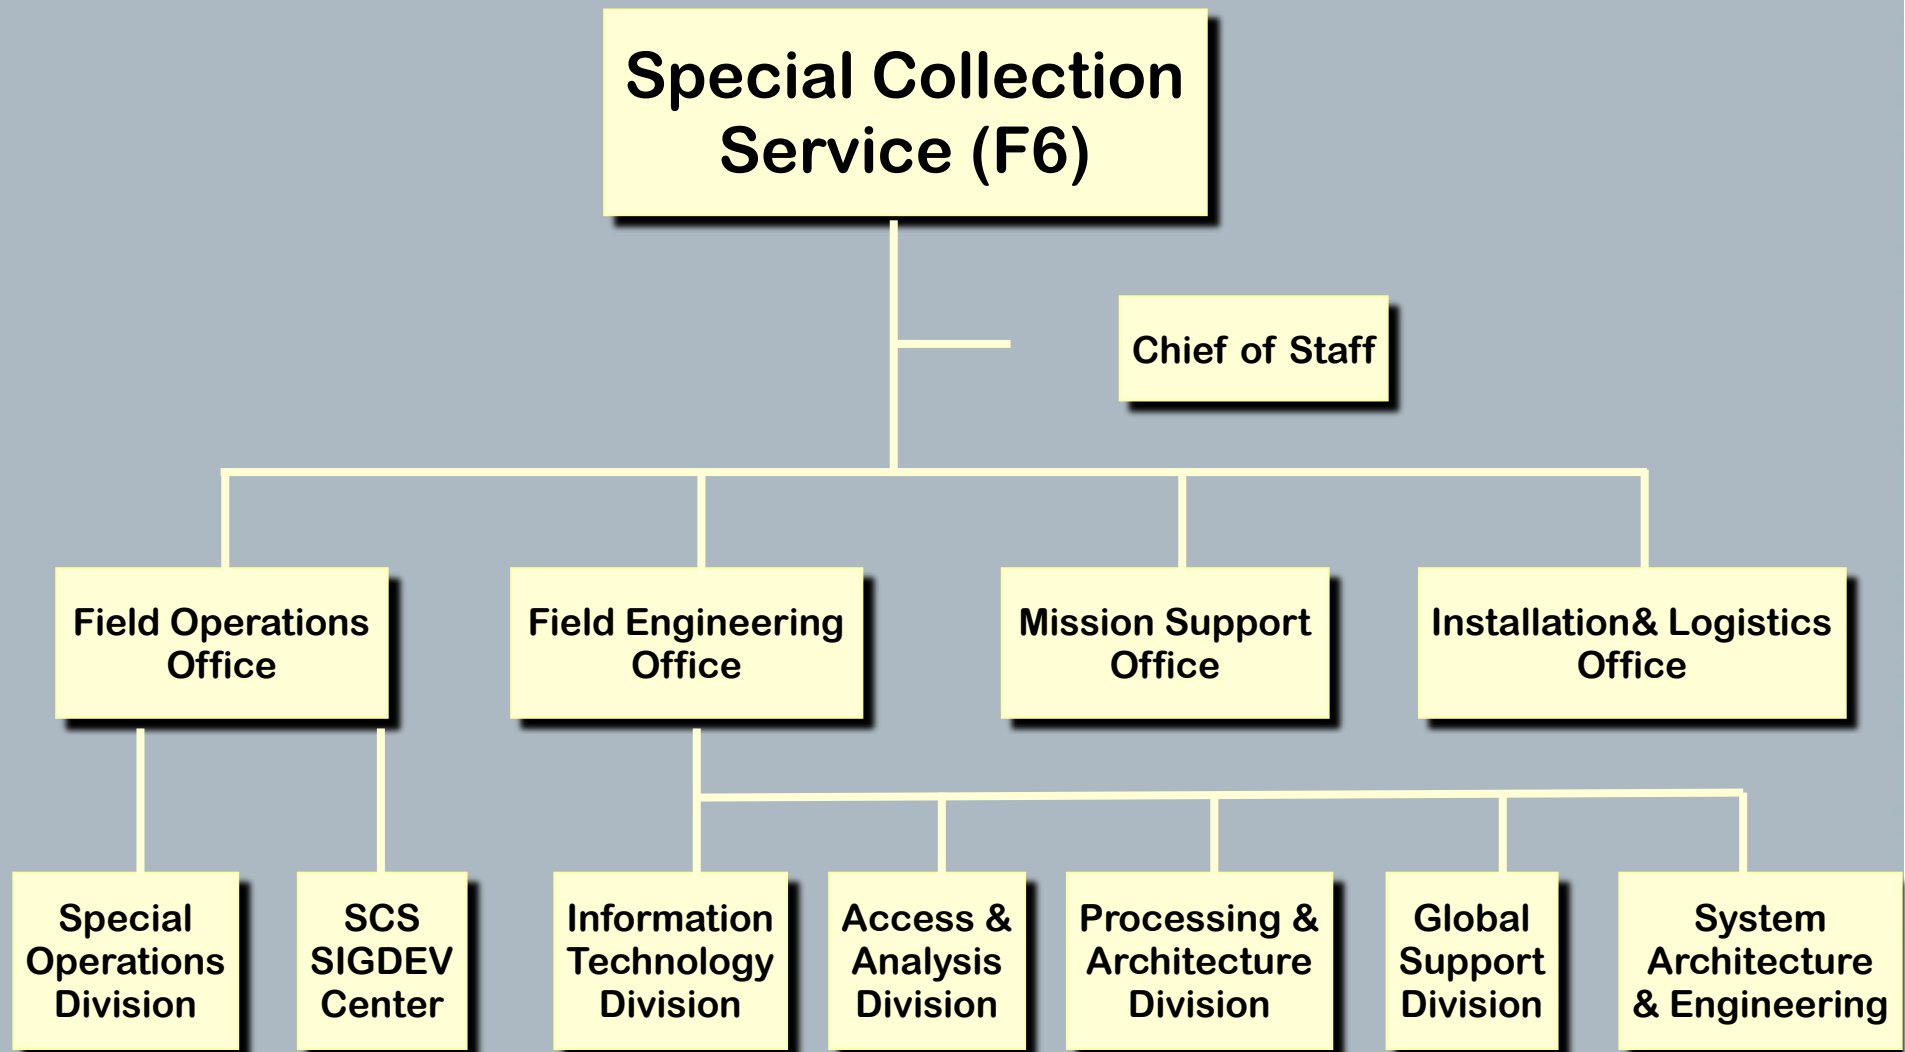 Special Collection
Service (F6)
Chief of Staff
Field Operations
Office
Field Engineering
Office
Mission Support
Office
Installation& Logistics
Office
Special
Operations
Division
SCS
SIGDEV
Center
Information
Technology
Division
Access &
Analysis
Division
Processing &
Architecture
Division
Global
Support
Division
System
Architecture
& Engineering